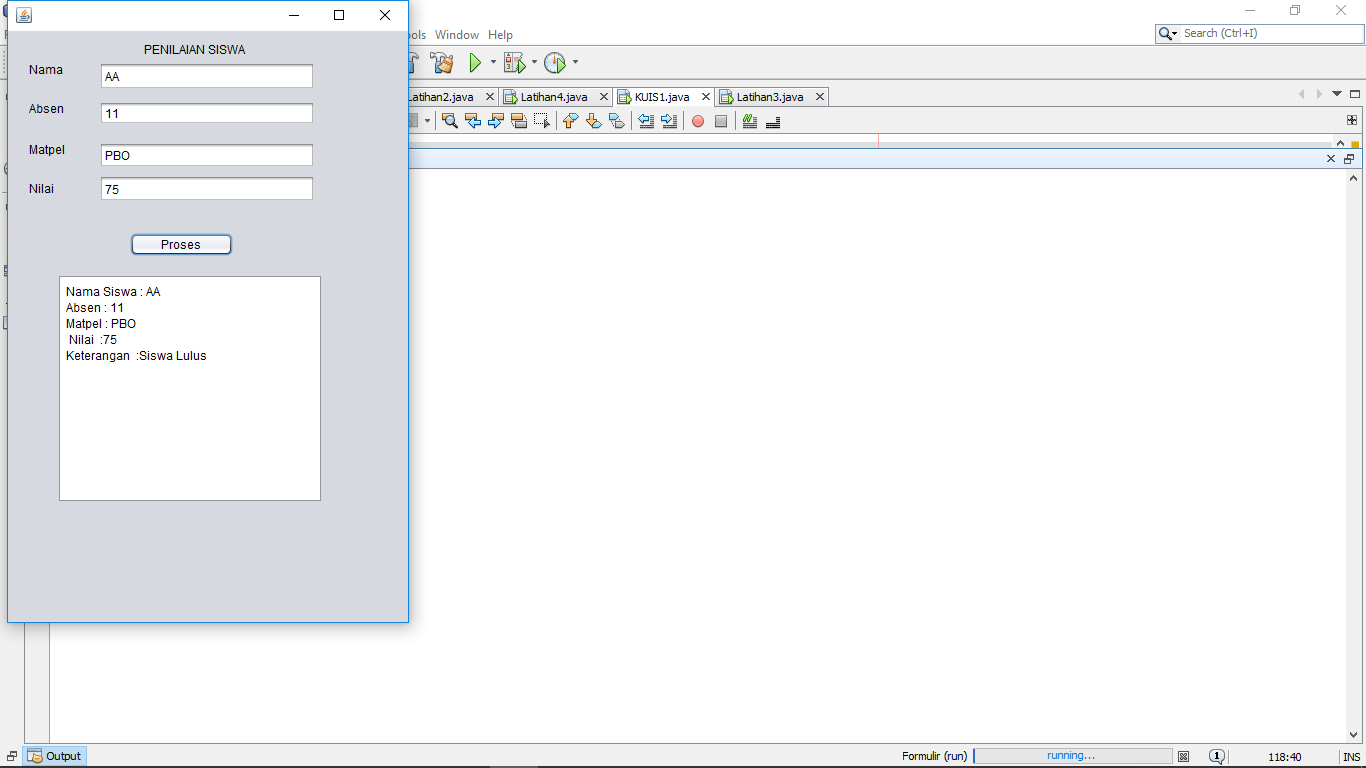 PENILAIAN SISWA
Nama
AA
Absen
11
Matpel
PBO
Nilai
75
Proses
Nama Siswa : AA
Absen : 11
Matpel : PBO
Nilai :75
Keterangan :Siswa Lulus
Window Help
Search (Ctrl+I)
Latihan2.java Latihan4.java KUIS1.java Latihan3.java
Output
Formulir (run)
running...
1
118:40
INS